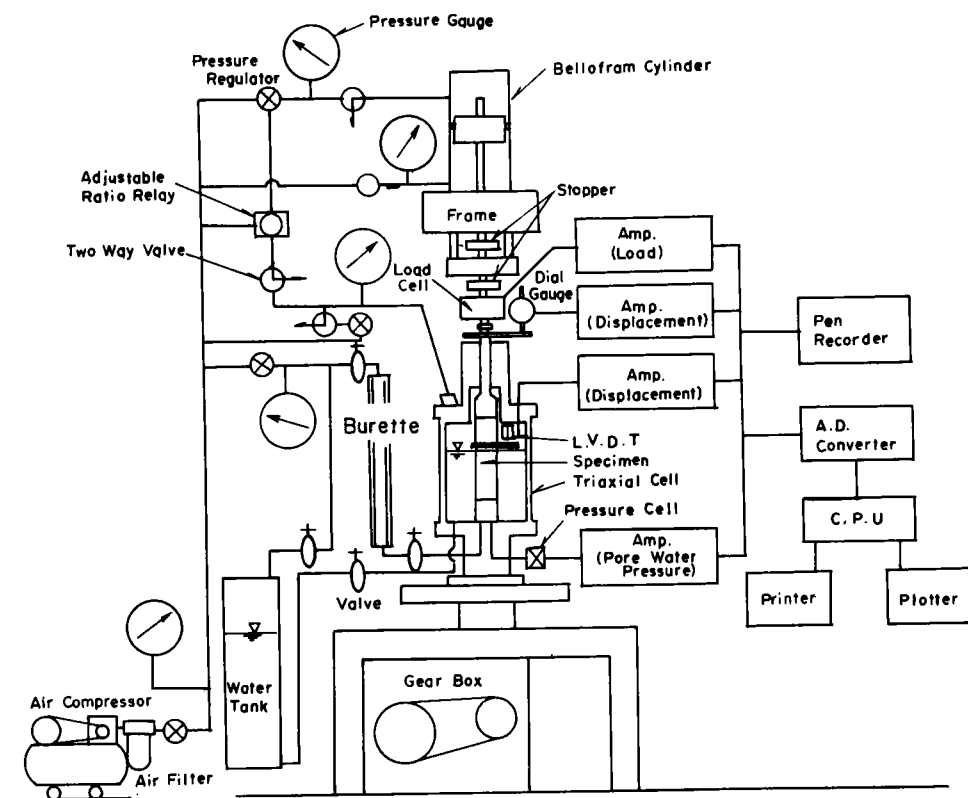 Pressure Gauge
Pressure
Regulator
Bellofram Cylinder
Adjustable
Ratio Relay
Stopper
Frame
Two Way Valve
Load
Cell
Dial
Gauge
Amp.
(Load)
Amp.
(Displacement)
Pen
Recorder
Amp.
(Displacement)
Burette
A.D.
Converter
L.V.D.T
Specimen
Triaxial Cell
Pressure Cell
C.P.U
Amp.
(Pore Water
Pressure)
Valve
Printer
Plotter
Water
Tank
Gear Box
Air Compressor
Air Filter